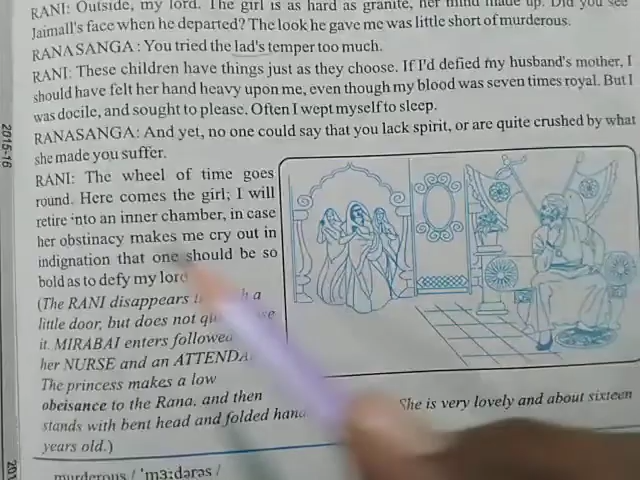 RANI: Outside, my lord. The girl is as hard as granite, her mind made up. Did you see
Jaimall's face when he departed? The look he gave me was little short of murderous.
RANASANGA: You tried the lad's temper too much.
RANI: These children have things just as they choose. If I'd defied my husband's mother, I
should have felt her hand heavy upon me, even though my blood was seven times royal. But I
was docile, and sought to please. Often I wept myself to sleep.
RANASANGA: And yet, no one could say that you lack spirit, or are quite crushed by what
she made you suffer.
RANI: The wheel of time goes
round. Here comes the girl; I will
retire into an inner chamber, in case
her obstinacy makes me cry out in
indignation that one should be so
bold as to defy my lord
(The RANI disappears a
little door, but does not
it. MIRABAI enters followed
her NURSE and an
The princess makes a low
obeisance to the Rana, and then
stands with bent head and folded She is very lovely and about sixteen
years old.)
murderous / 'mɜːdərəs /
2015-16